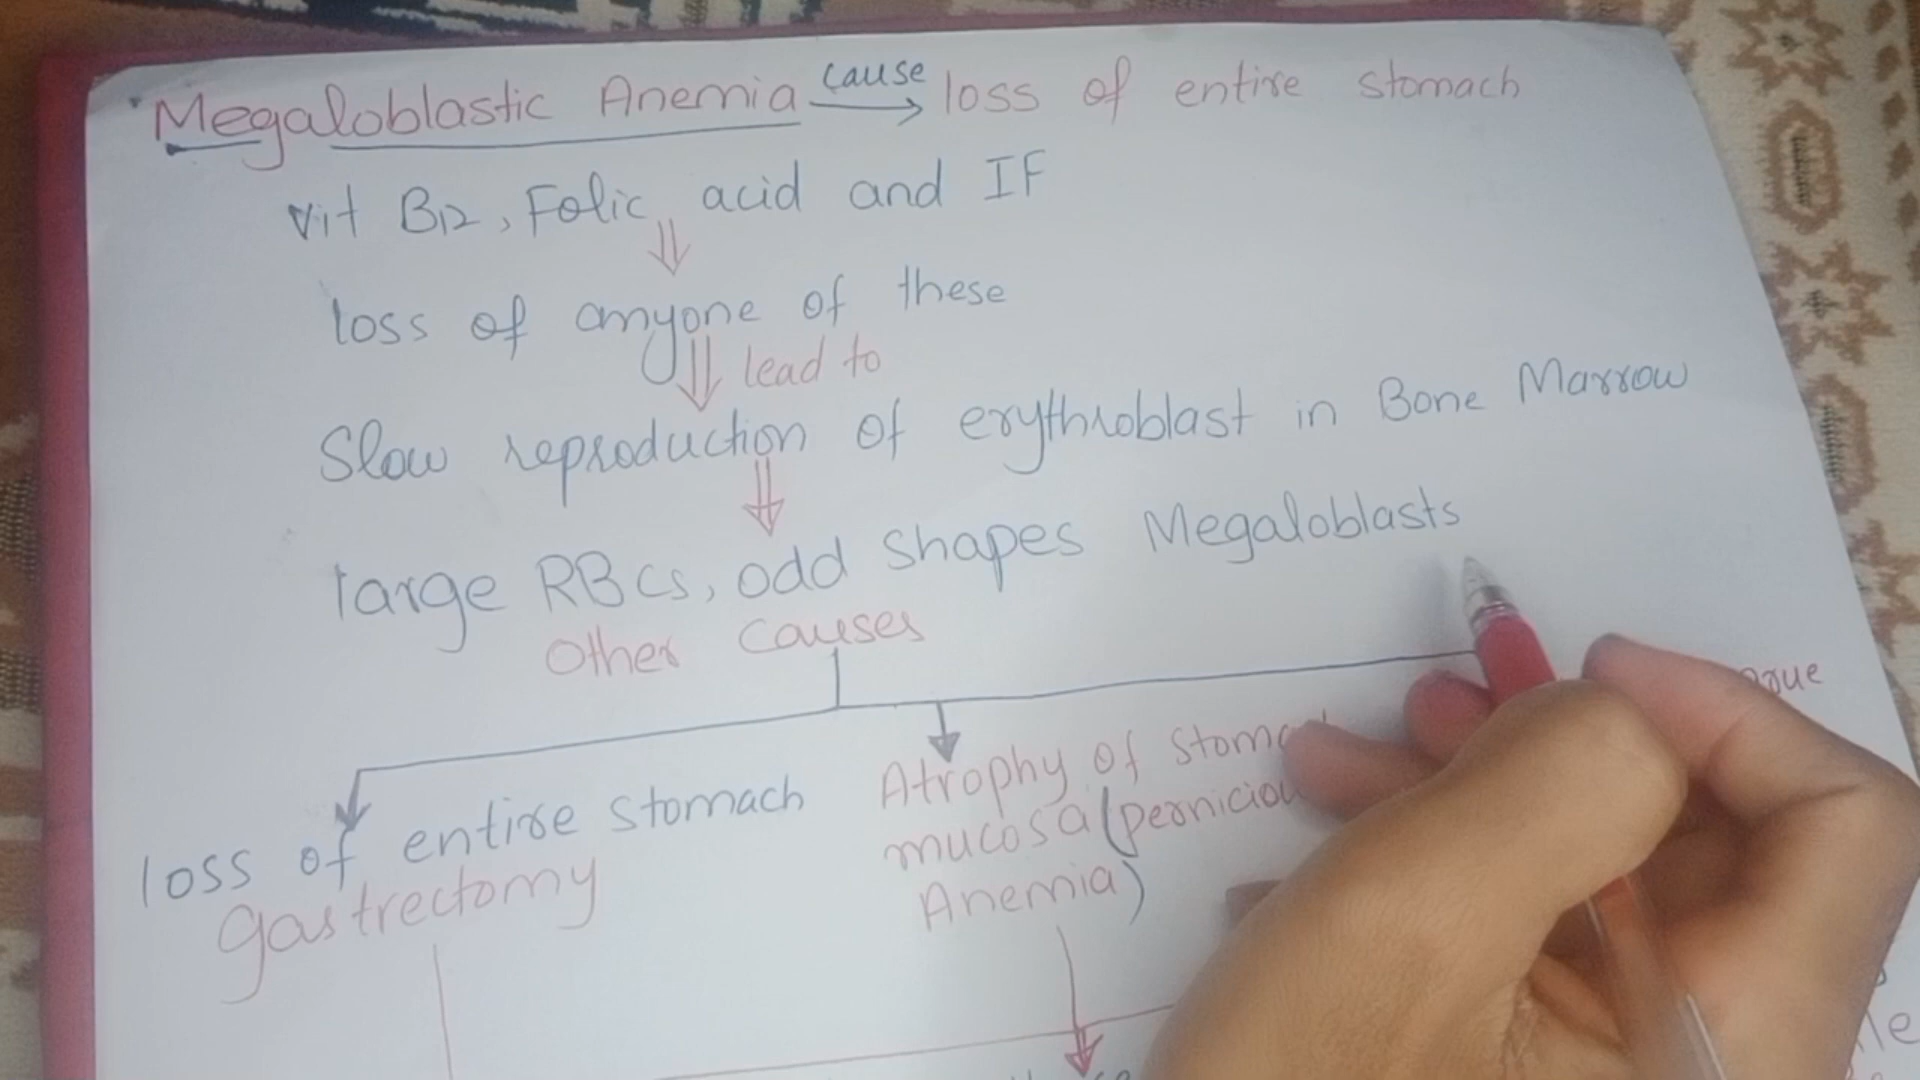 Megaloblastic Anemia cause → loss of entire stomach
vit B12, Folic acid and IF
loss of anyone of these
lead to
Slow reproduction of erythroblast in Bone Marrow
large RBCs, odd shapes Megaloblasts
Other causes
loss of entire stomach
gastrectomy
Atrophy of
mucosa (pernicious
Anemia)